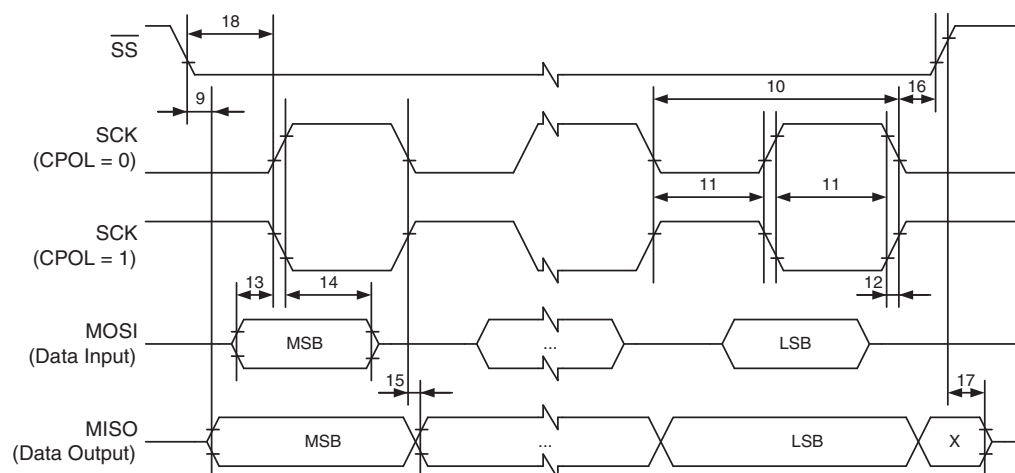 SS
18
9
10
16
SCK
(CPOL = 0)
11
11
SCK
(CPOL = 1)
13
14
12
MOSI
(Data Input)
MSB
...
LSB
15
17
MISO
(Data Output)
MSB
...
LSB
X